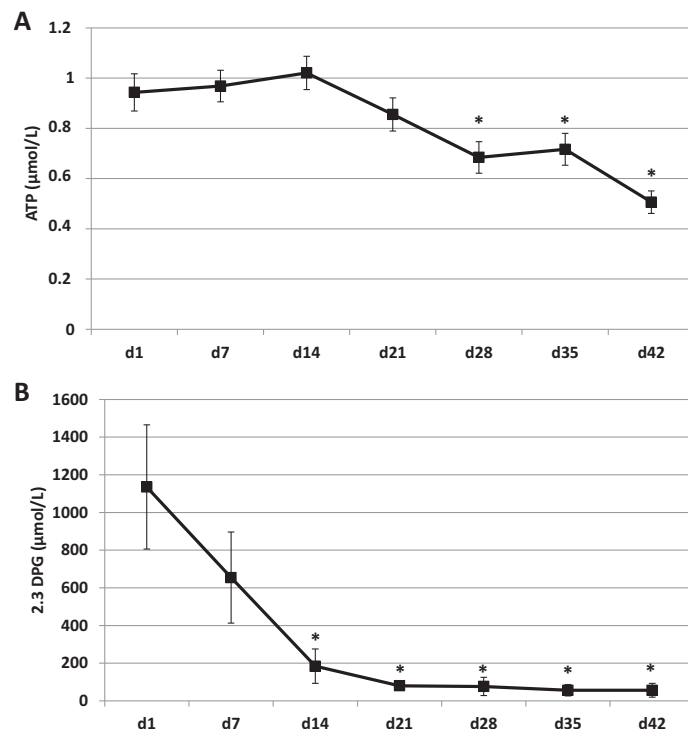 A
1.2
1
0.8
0.6
0.4
0.2
0
ATP (µmol/L)
* * *
d1 d7 d14 d21 d28 d35 d42
B
1600
1400
1200
1000
800
600
400
200
0
2.3 DPG (µmol/L)
* * * * *
d1 d7 d14 d21 d28 d35 d42